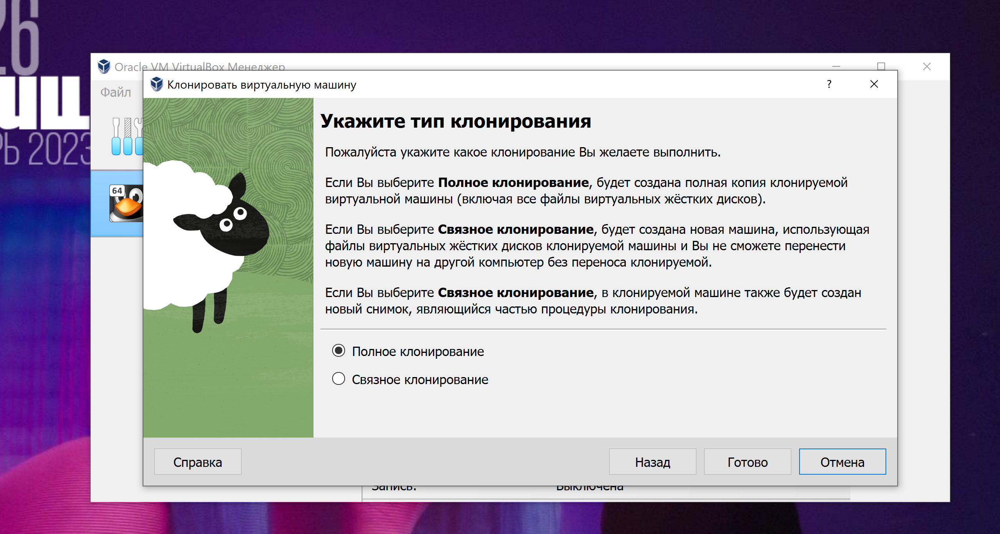 26
Oracle VM VirtualBox Менеджер
Клонировать виртуальную машину
?
Файл
Укажите тип клонирования
2023
Пожалуйста укажите какое клонирование Вы желаете выполнить.
Если Вы выберите Полное клонирование, будет создана полная копия клонируемой
виртуальной машины (включая все файлы виртуальных жёстких дисков).
64
Если Вы выберите Связное клонирование, будет создана новая машина, использующая
файлы виртуальных жёстких дисков клонируемой машины и Вы не сможете перенести
новую машину на другой компьютер без переноса клонируемой.
Если Вы выберите Связное клонирование, в клонируемой машине также будет создан
новый снимок, являющийся частью процедуры клонирования.
Полное клонирование
Связное клонирование
Справка
Назад
Готово
Отмена
Запись:
Выключена